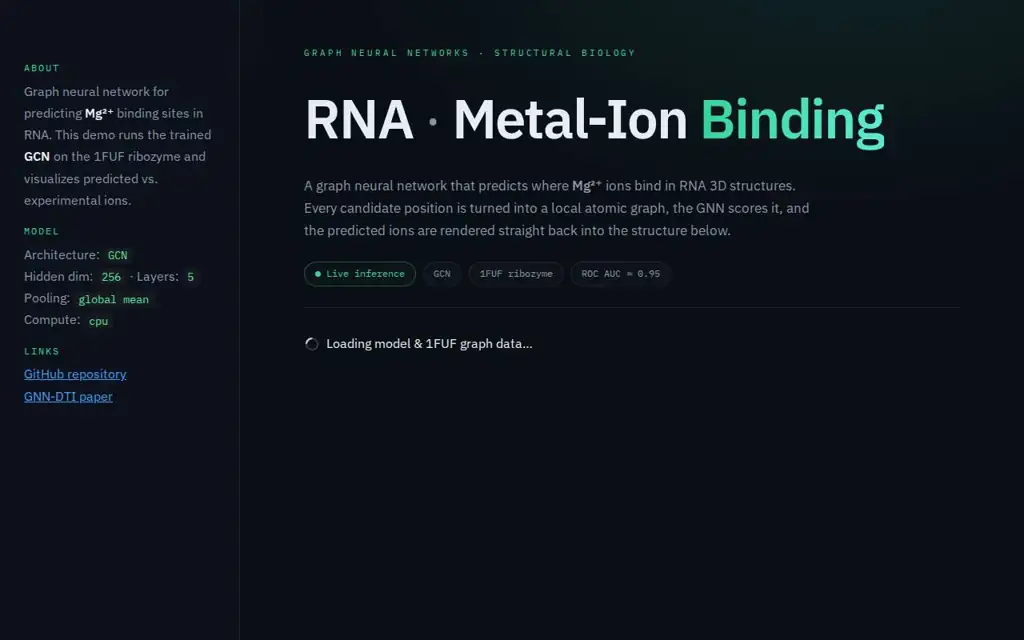 ABOUT
Graph neural network for
predicting Mg²⁺ binding sites in
RNA. This demo runs the trained
GCN on the 1FUF ribozyme and
visualizes predicted vs.
experimental ions.
MODEL
Architecture: GCN
Hidden dim: 256 · Layers: 5
Pooling: global mean
Compute: cpu
LINKS
GitHub repository
GNN-DTI paper
GRAPH NEURAL NETWORKS · STRUCTURAL BIOLOGY
RNA · Metal-Ion Binding
A graph neural network that predicts where Mg²⁺ ions bind in RNA 3D structures.
Every candidate position is turned into a local atomic graph, the GNN scores it, and
the predicted ions are rendered straight back into the structure below.
Live inference GCN 1FUF ribozyme ROC AUC ≈ 0.95
Loading model & 1FUF graph data...